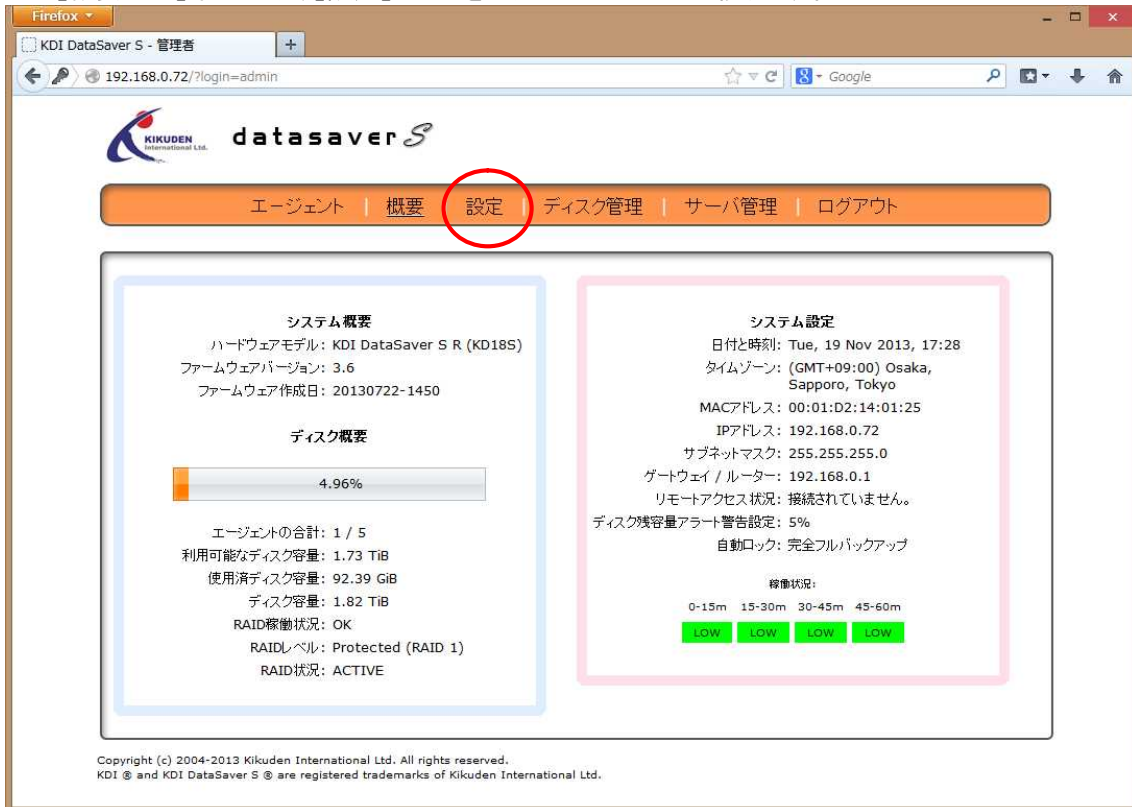 Firefox
KDI DataSaver S - 管理者
192.168.0.72/?login=admin
Google
KIKUDEN
International Ltd.
datasaver S
エージェント | 概要 設定 | ディスク管理 | サーバ管理 | ログアウト
システム概要
ハードウェアモデル: KDI DataSaver S R (KD18S)
ファームウェアバージョン: 3.6
ファームウェア作成日: 20130722-1450
ディスク概要
4.96%
エージェントの合計: 1 / 5
利用可能なディスク容量: 1.73 TiB
使用済ディスク容量: 92.39 GiB
ディスク容量: 1.82 TiB
RAID稼働状況: OK
RAIDレベル: Protected (RAID 1)
RAID状況: ACTIVE
システム設定
日付と時刻: Tue, 19 Nov 2013, 17:28
タイムゾーン: (GMT+09:00) Osaka,
Sapporo, Tokyo
MACアドレス: 00:01:D2:14:01:25
IPアドレス: 192.168.0.72
サブネットマスク: 255.255.255.0
ゲートウェイ / ルーター: 192.168.0.1
リモートアクセス状況: 接続されていません。
ディスク残容量アラート警告設定: 5%
自動ロック: 完全フルバックアップ
稼働状況:
0-15m 15-30m 30-45m 45-60m
LOW LOW LOW LOW
Copyright (c) 2004-2013 Kikuden International Ltd. All rights reserved.
KDI ® and KDI DataSaver S ® are registered trademarks of Kikuden International Ltd.